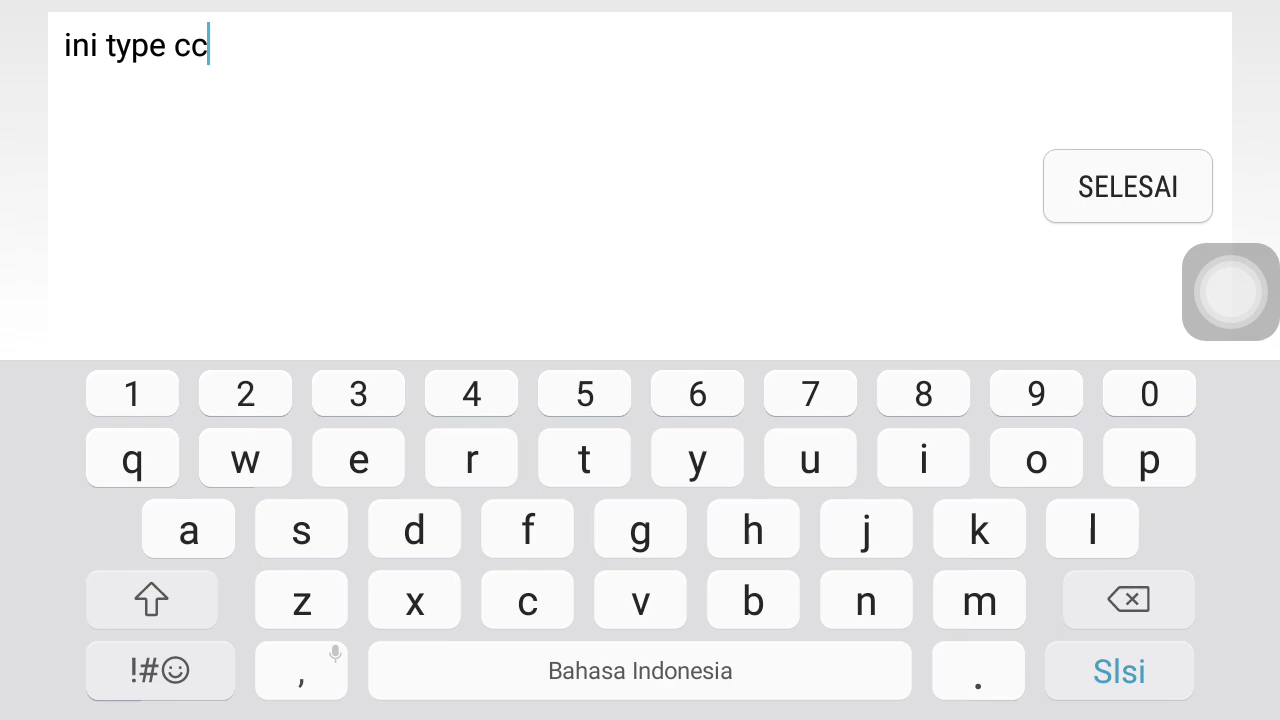 ini type cc
SELESAI
1 2 3 4 5 6 7 8 9 0
q w e r t y u i o p
a s d f g h j k l
z x c v b n m
!#☺ , Bahasa Indonesia . Slsi